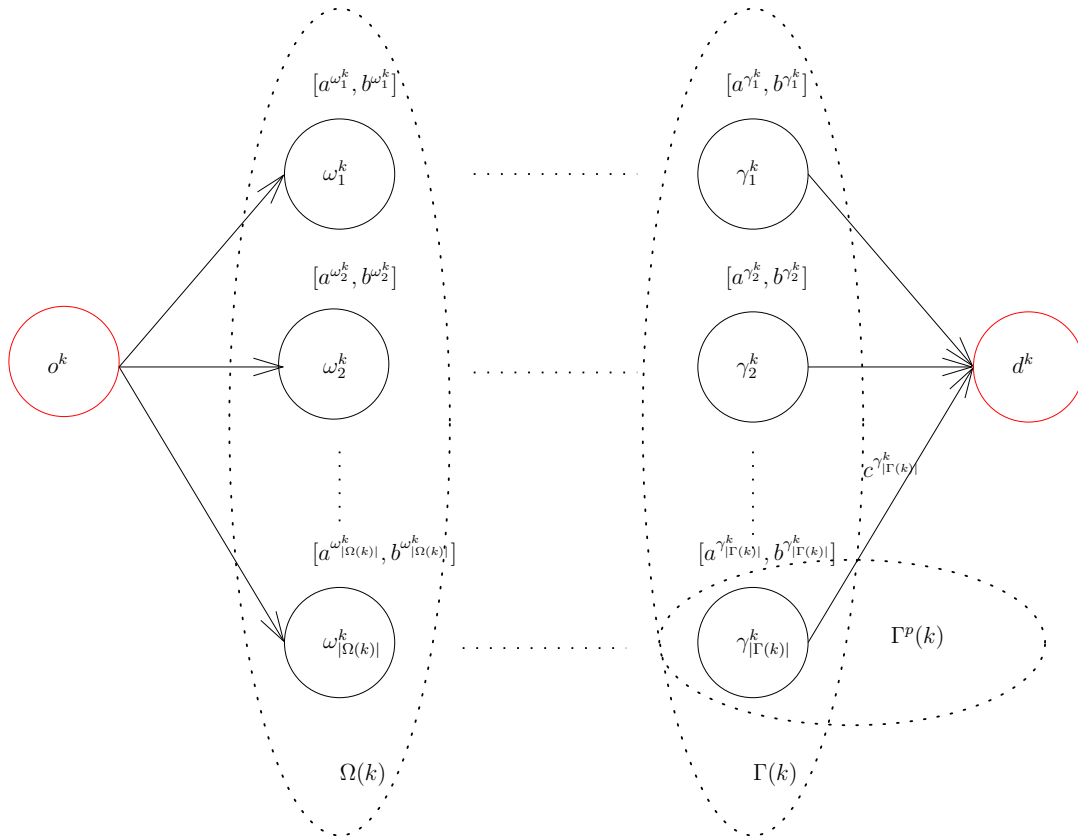 [a^{ω_1^k}, b^{ω_1^k}] [a^{γ_1^k}, b^{γ_1^k}]
ω_1^k γ_1^k
[a^{ω_2^k}, b^{ω_2^k}] [a^{γ_2^k}, b^{γ_2^k}]
o^k ω_2^k γ_2^k d^k
c^{γ_{|Γ(k)|}^k}
[a^{ω_{|Ω(k)|}^k}, b^{ω_{|Ω(k)|}^k}] [a^{γ_{|Γ(k)|}^k}, b^{γ_{|Γ(k)|}^k}]
ω_{|Ω(k)|}^k γ_{|Γ(k)|}^k Γ^p(k)
Ω(k) Γ(k)